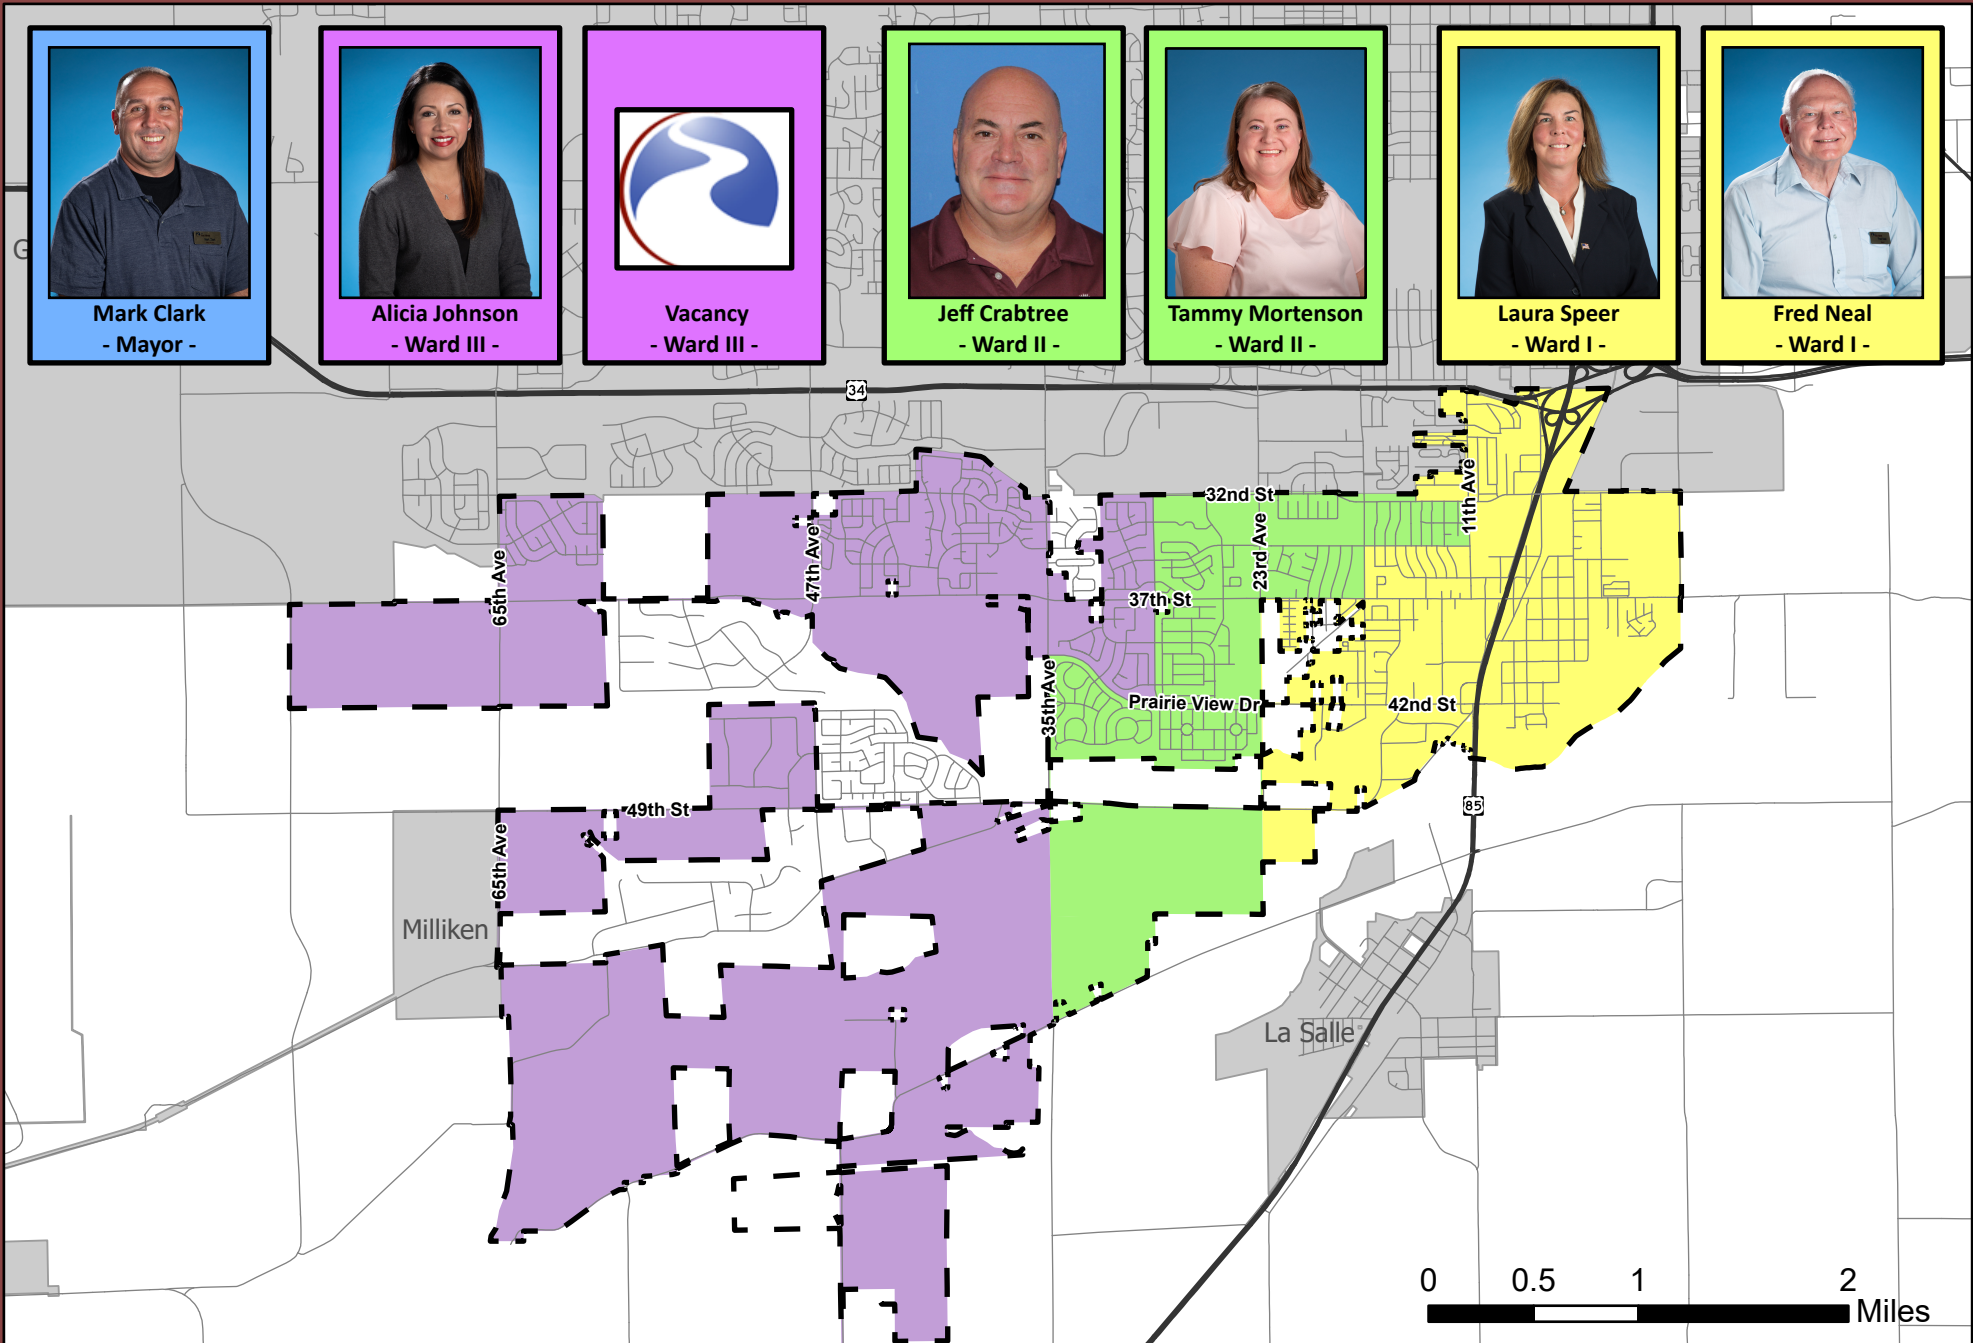 Mark Clark
- Mayor -
Alicia Johnson
- Ward III -
Vacancy
- Ward III -
Jeff Crabtree
- Ward II -
Tammy Mortenson
- Ward II -
Laura Speer
- Ward I -
Fred Neal
- Ward I -
G
34
32nd St
11th Ave
23rd Ave
47th Ave
65th Ave
37th St
35th Ave
Prairie View Dr
42nd St
49th St
85
65th Ave
Milliken
La Salle
0 0.5 1 2
Miles